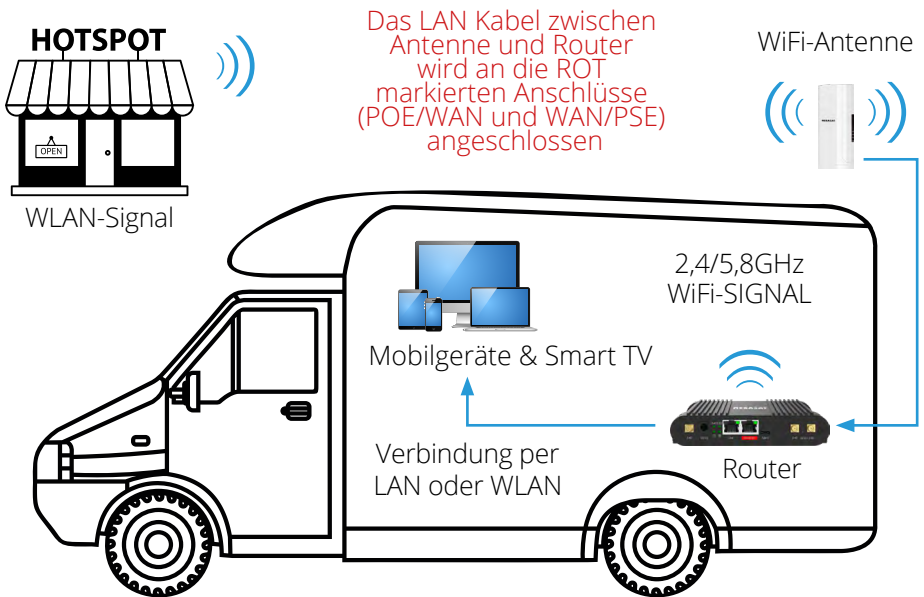 HOTSPOT
OPEN
WLAN-Signal
Das LAN Kabel zwischen
Antenne und Router
wird an die ROT
markierten Anschlüsse
(POE/WAN und WAN/PSE)
angeschlossen
WiFi-Antenne
2,4/5,8GHz
WiFi-SIGNAL
Mobilgeräte & Smart TV
Verbindung per
LAN oder WLAN
Router